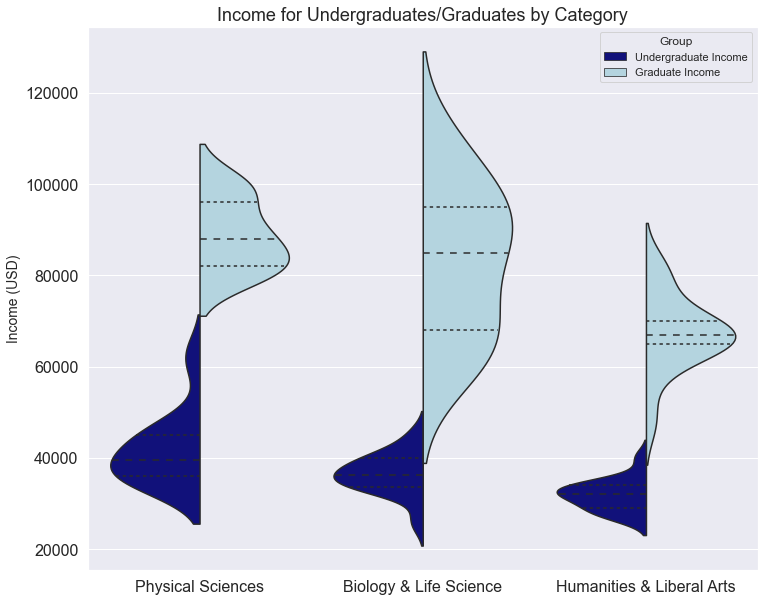 Income for Undergraduates/Graduates by Category
Group
Undergraduate Income
Graduate Income
120000
100000
80000
60000
40000
20000
Income (USD)
Physical Sciences
Biology & Life Science
Humanities & Liberal Arts